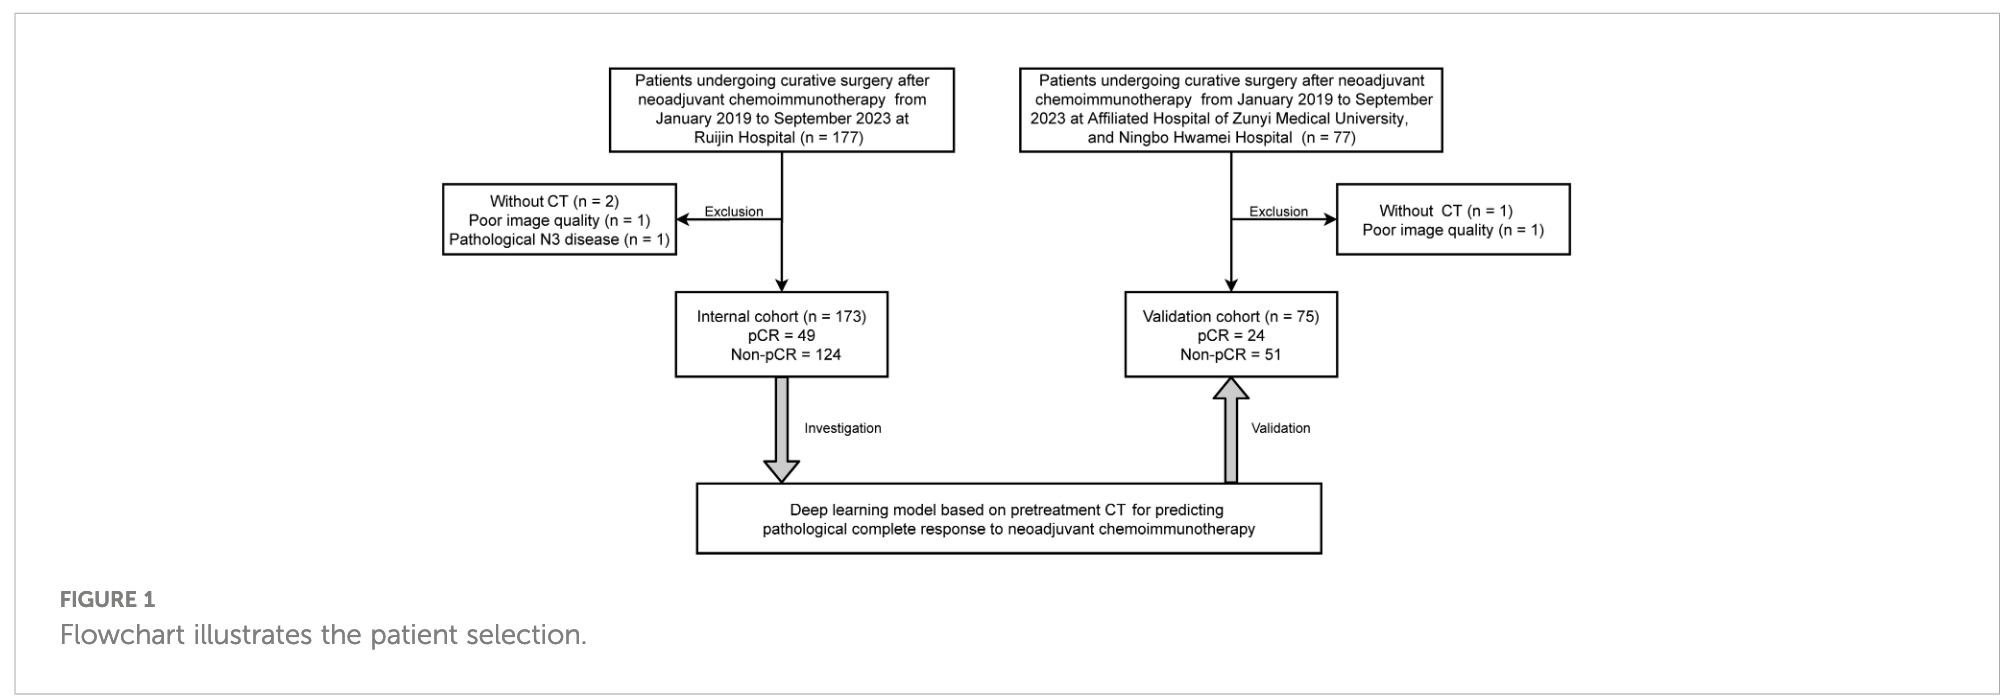 Patients undergoing curative surgery after
neoadjuvant chemoimmunotherapy from
January 2019 to September 2023 at
Ruijin Hospital (n = 177)
Patients undergoing curative surgery after neoadjuvant
chemoimmunotherapy from January 2019 to September
2023 at Affiliated Hospital of Zunyi Medical University,
and Ningbo Hwamei Hospital (n = 77)
Without CT (n = 2)
Poor image quality (n = 1)
Pathological N3 disease (n = 1)
Exclusion
Exclusion
Without CT (n = 1)
Poor image quality (n = 1)
Internal cohort (n = 173)
pCR = 49
Non-pCR = 124
Validation cohort (n = 75)
pCR = 24
Non-pCR = 51
Investigation
Validation
Deep learning model based on pretreatment CT for predicting
pathological complete response to neoadjuvant chemoimmunotherapy
FIGURE 1
Flowchart illustrates the patient selection.